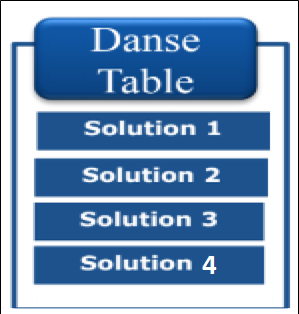 Danse
Table
Solution 1
Solution 2
Solution 3
Solution 4